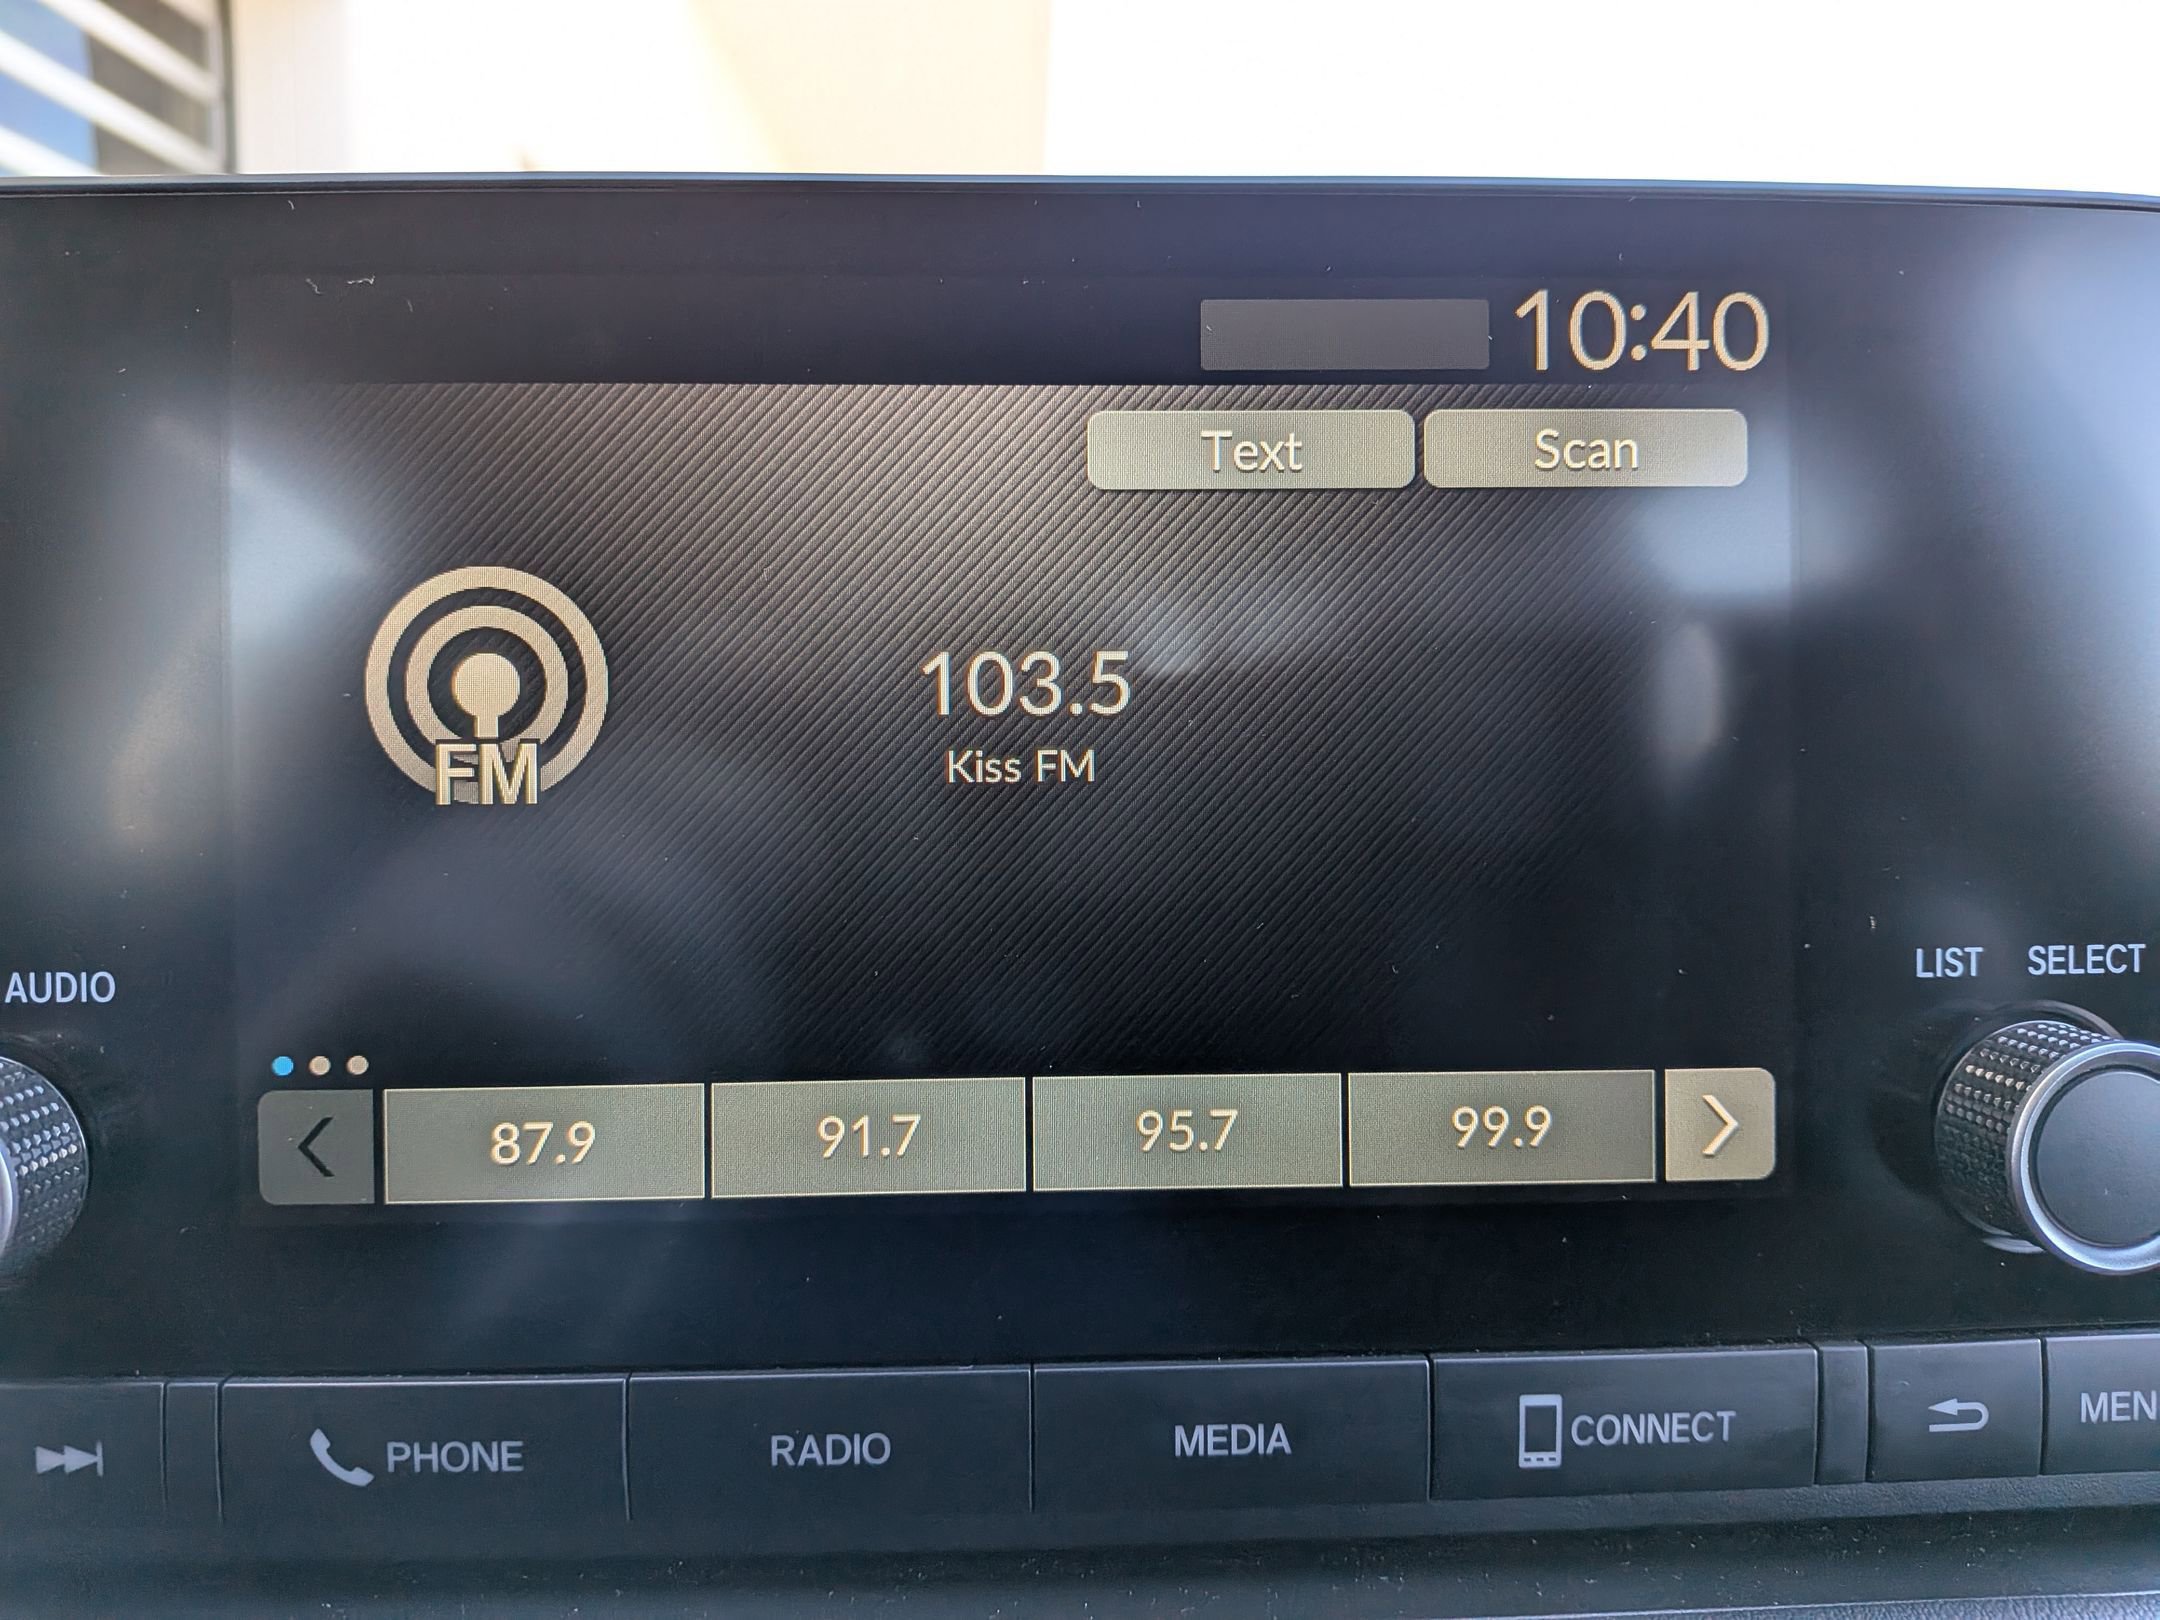 10:40
Text Scan
FM
103.5
Kiss FM
AUDIO
LIST SELECT
87.9 91.7 95.7 99.9
PHONE RADIO MEDIA CONNECT MEN